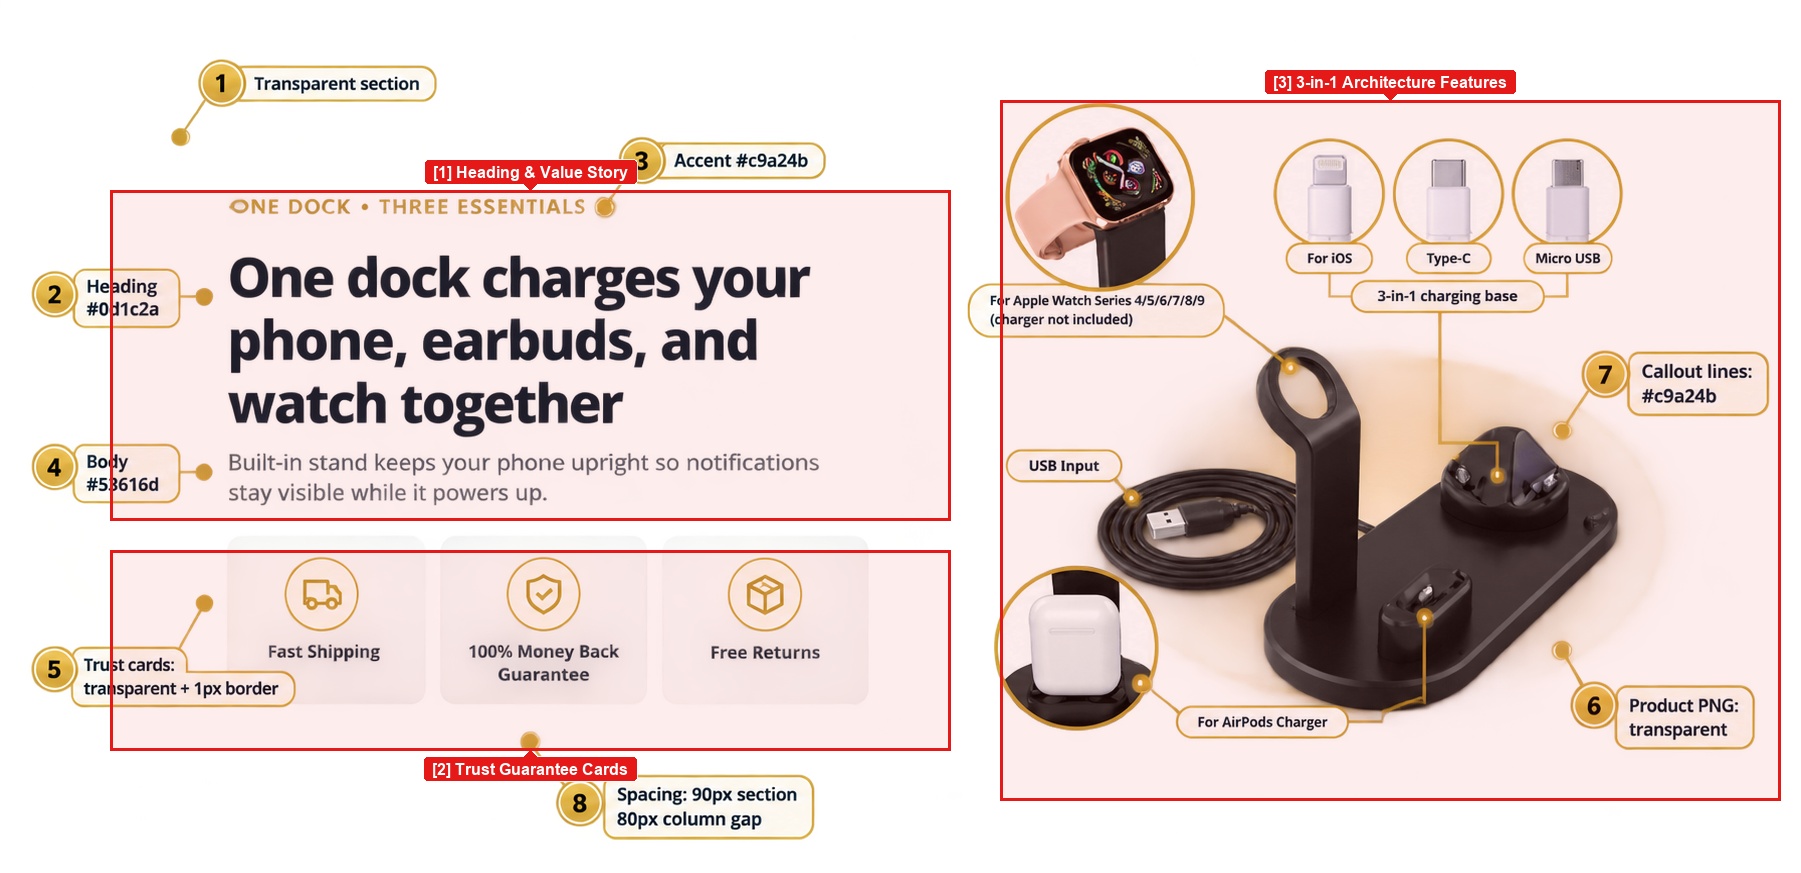 1
Transparent section
3
Accent #c9a24b
[1] Heading & Value Story
ONE DOCK • THREE ESSENTIALS
2
Heading
#0d1c2a
One dock charges your
phone, earbuds, and
watch together
4
Body
#53616d
Built-in stand keeps your phone upright so notifications
stay visible while it powers up.
Fast Shipping
100% Money Back
Guarantee
Free Returns
5
Trust cards:
transparent + 1px border
[2] Trust Guarantee Cards
8
Spacing: 90px section
80px column gap
[3] 3-in-1 Architecture Features
For iOS
Type-C
Micro USB
3-in-1 charging base
For Apple Watch Series 4/5/6/7/8/9
(charger not included)
7
Callout lines:
#c9a24b
USB Input
For AirPods Charger
6
Product PNG:
transparent